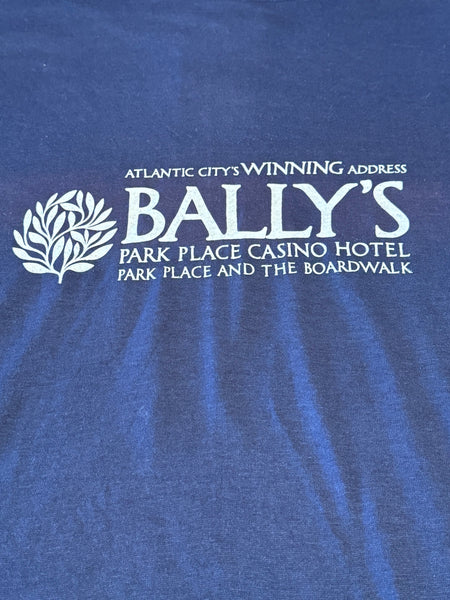 ATLANTIC CITY'S WINNING ADDRESS
BALLY'S
PARK PLACE CASINO HOTEL
PARK PLACE AND THE BOARDWALK